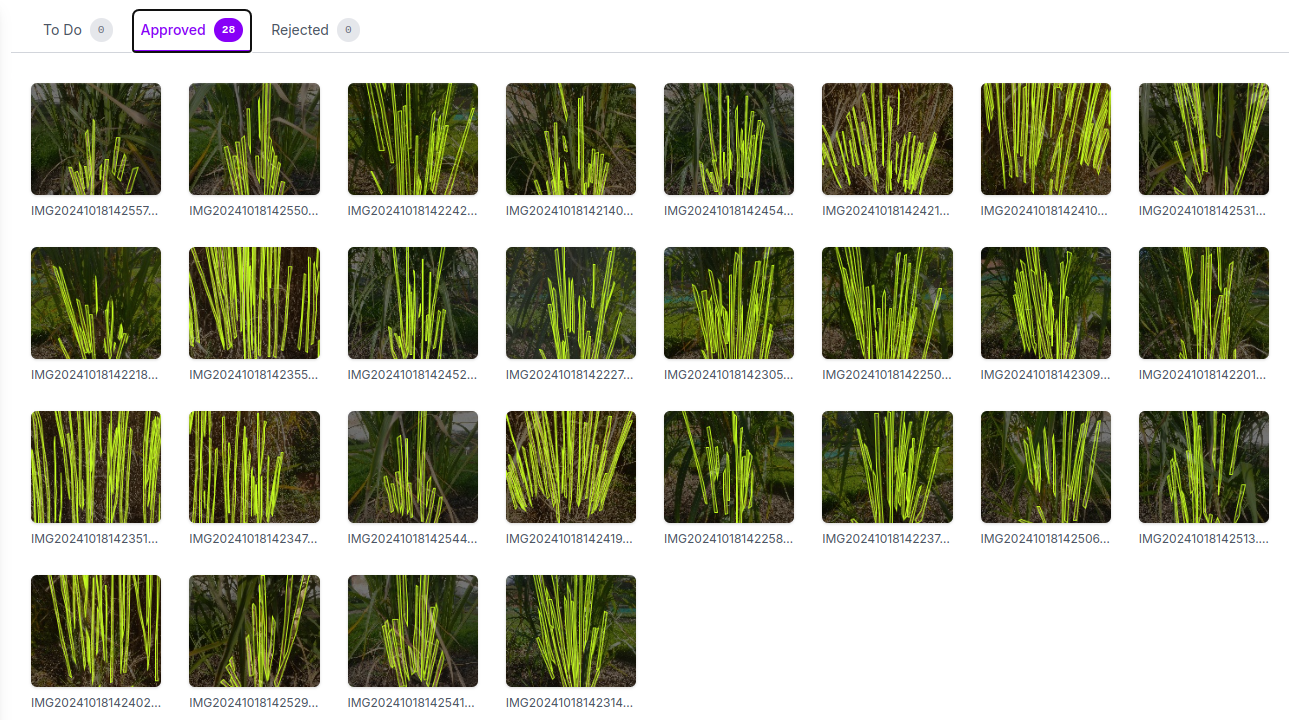 To Do 0 Approved 28 Rejected 0
IMG20241018142557... IMG20241018142550... IMG20241018142242... IMG20241018142140... IMG20241018142454... IMG20241018142421... IMG20241018142410... IMG20241018142531...
IMG20241018142218... IMG20241018142355... IMG20241018142452... IMG20241018142227... IMG20241018142305... IMG20241018142250... IMG20241018142309... IMG20241018142201...
IMG20241018142351... IMG20241018142347... IMG20241018142544... IMG20241018142419... IMG20241018142258... IMG20241018142237... IMG20241018142506... IMG20241018142513....
IMG20241018142402... IMG20241018142529... IMG20241018142541... IMG20241018142314...